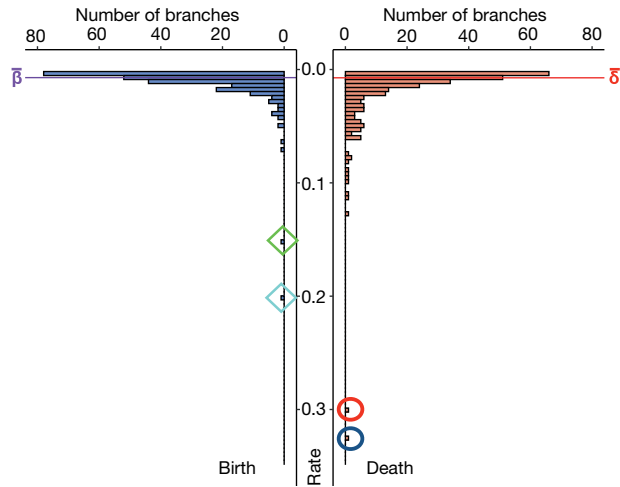 Number of branches Number of branches
80 60 40 20 0 0 20 40 60 80
β̅ 0.0 δ̅
0.1
0.2
0.3
Birth Rate Death